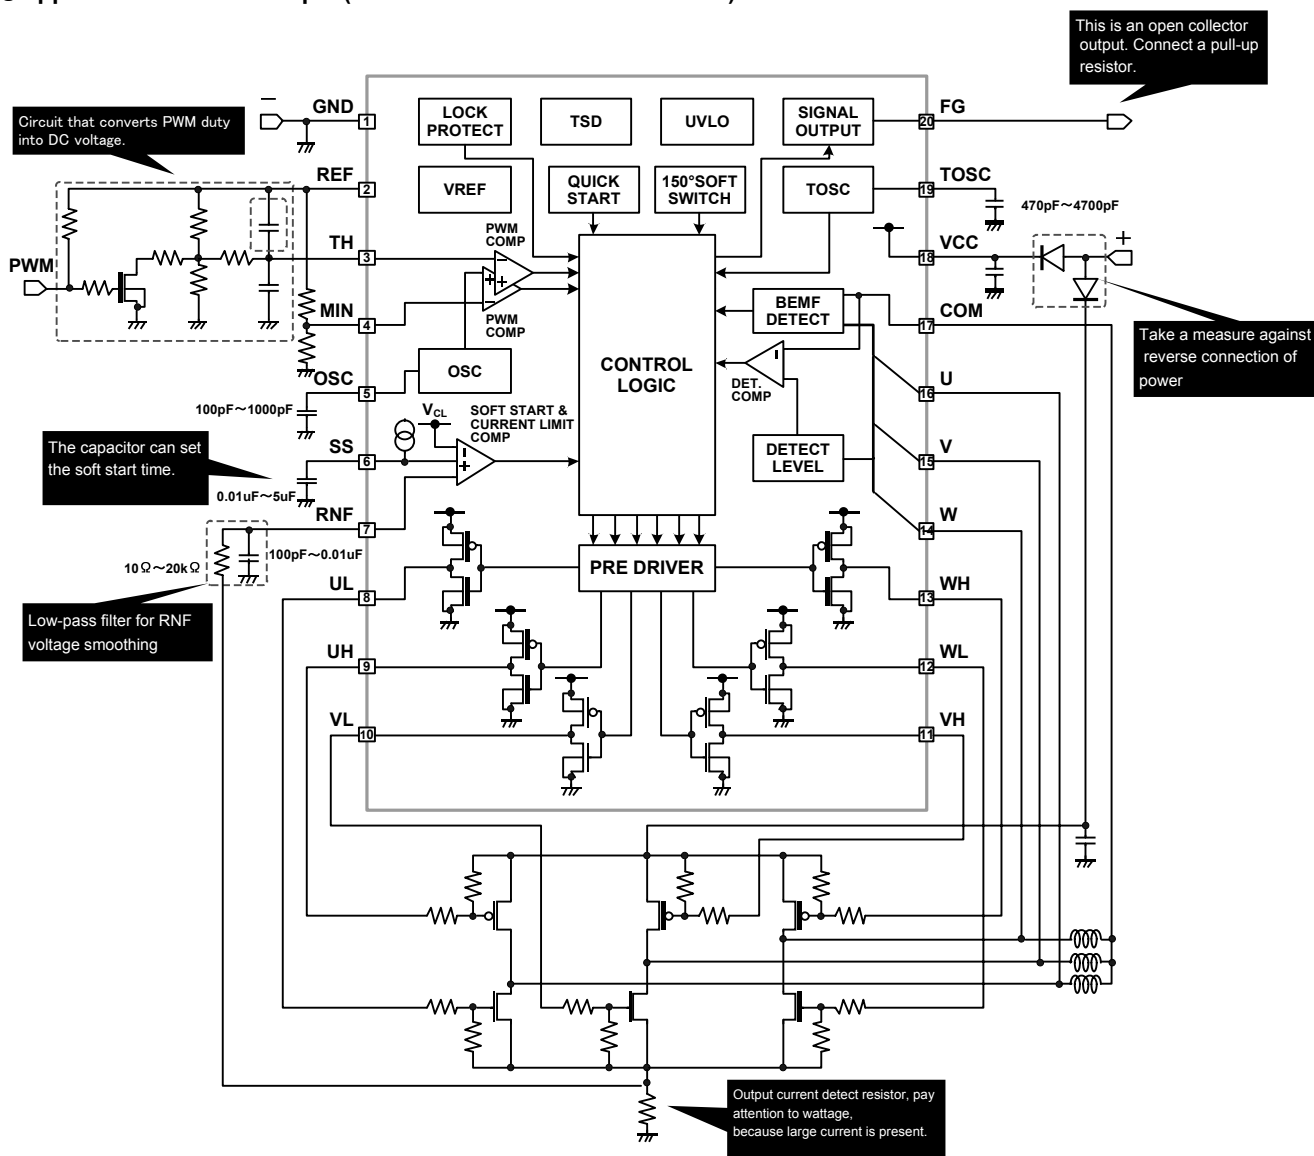 This is an open collector
output. Connect a pull-up
resistor.
Circuit that converts PWM duty
into DC voltage.
−
GND
1
LOCK
PROTECT
TSD
UVLO
SIGNAL
OUTPUT
20
FG
REF
2
VREF
QUICK
START
150°SOFT
SWITCH
TOSC
19
TOSC
470pF～4700pF
PWM
TH
3
PWM
COMP
−
+
+
−
PWM
COMP
VCC
18
+
MIN
4
BEMF
DETECT
COM
17
Take a measure against
reverse connection of
power
CONTROL
LOGIC
OSC
5
OSC
100pF～1000pF
DET.
COMP
U
16
VCL
SOFT START &
CURRENT LIMIT
COMP
The capacitor can set
the soft start time.
SS
6
−
+
0.01uF～5uF
DETECT
LEVEL
V
15
RNF
7
W
14
10Ω～20kΩ
100pF～0.01uF
PRE DRIVER
UL
8
WH
13
Low-pass filter for RNF
voltage smoothing
UH
9
WL
12
VL
10
VH
11
Output current detect resistor, pay
attention to wattage,
because large current is present.